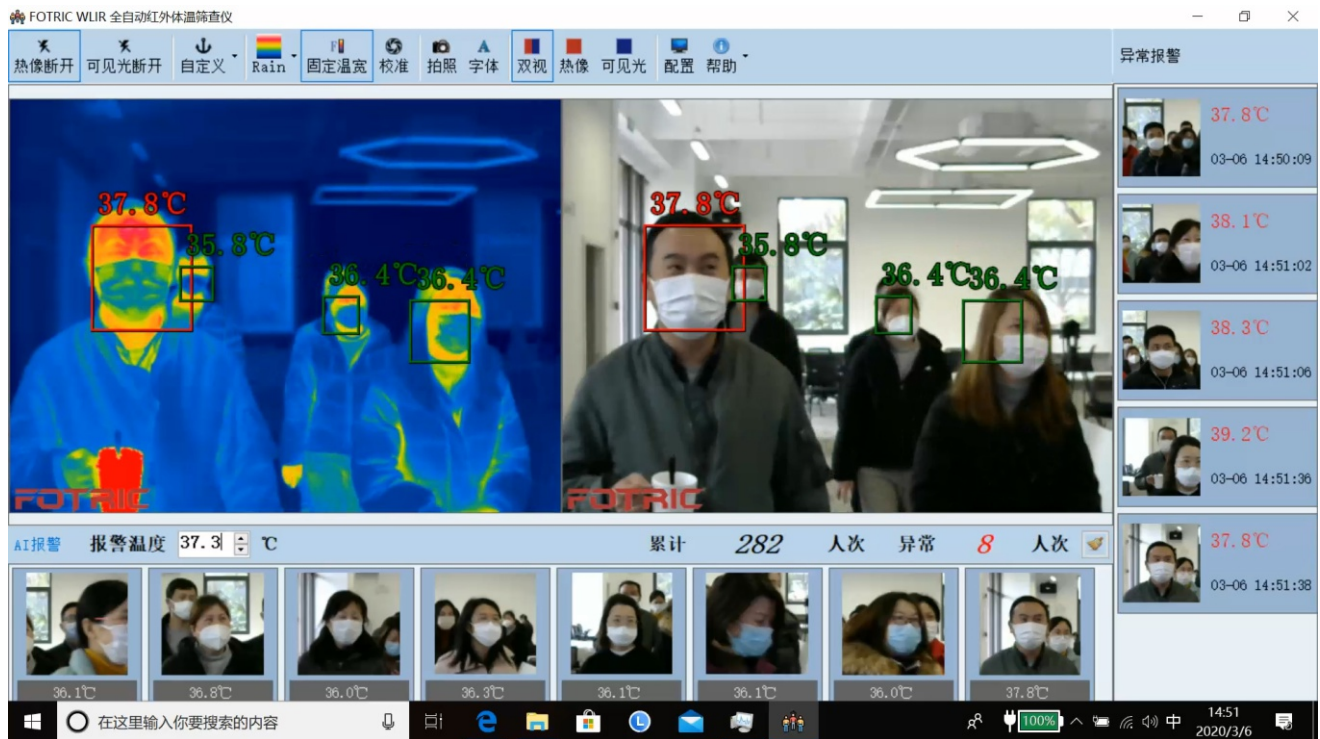 FOTRIC WLIR 全自动红外体温筛查仪
热像断开 可见光断开 自定义 Rain 固定温宽 校准 拍照 字体 双视 热像 可见光 配置 帮助
异常报警
37.8℃
03-06 14:50:09
38.1℃
03-06 14:51:02
38.3℃
03-06 14:51:06
39.2℃
03-06 14:51:36
37.8℃
03-06 14:51:38
37.8℃
35.8℃
36.4℃
36.4℃
FOTRIC
37.8℃
35.8℃
36.4℃
36.4℃
FOTRIC
AI报警 报警温度 37.3 ℃ 累计 282 人次 异常 8 人次
36.1℃ 36.8℃ 36.0℃ 36.3℃ 36.1℃ 36.1℃ 36.0℃ 37.8℃
在这里输入你要搜索的内容
100%
中
14:51
2020/3/6